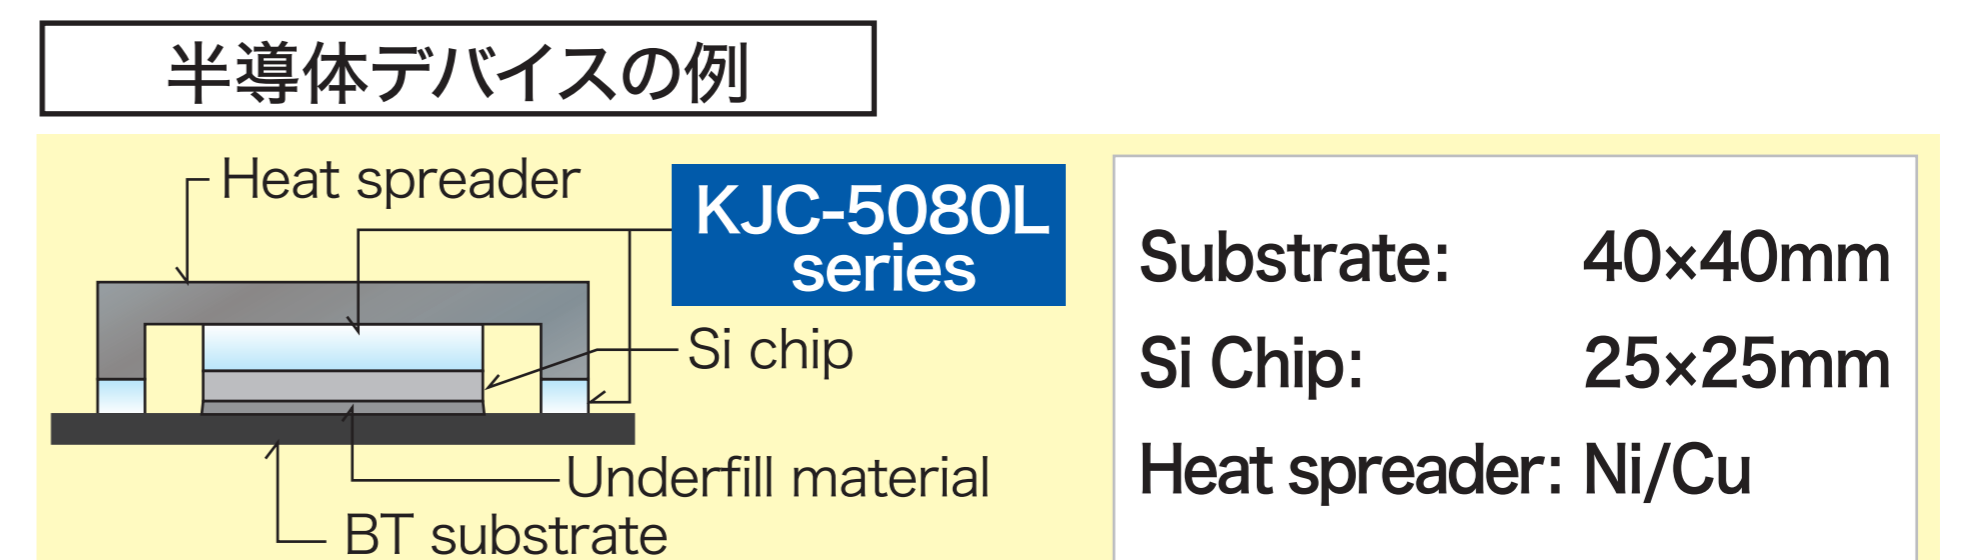 半導体デバイスの例
Heat spreader
KJC-5080L
series
Si chip
Underfill material
BT substrate
Substrate: 40×40mm
Si Chip: 25×25mm
Heat spreader: Ni/Cu